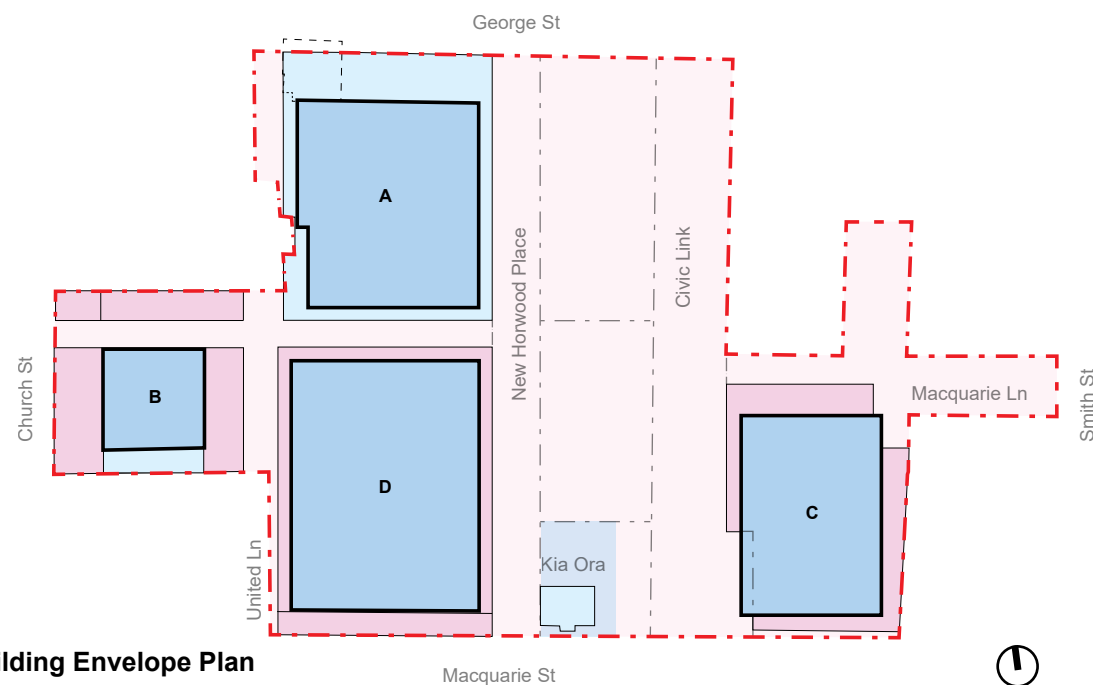 George St
A
New Horwood Place
Civic Link
Church St
B
Macquarie Ln
Smith St
D
C
United Ln
Kia Ora
ilding Envelope Plan
Macquarie St